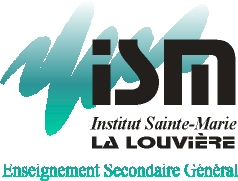 ism
Institut Sainte-Marie
LA LOUVIÈRE
Enseignement Secondaire Général